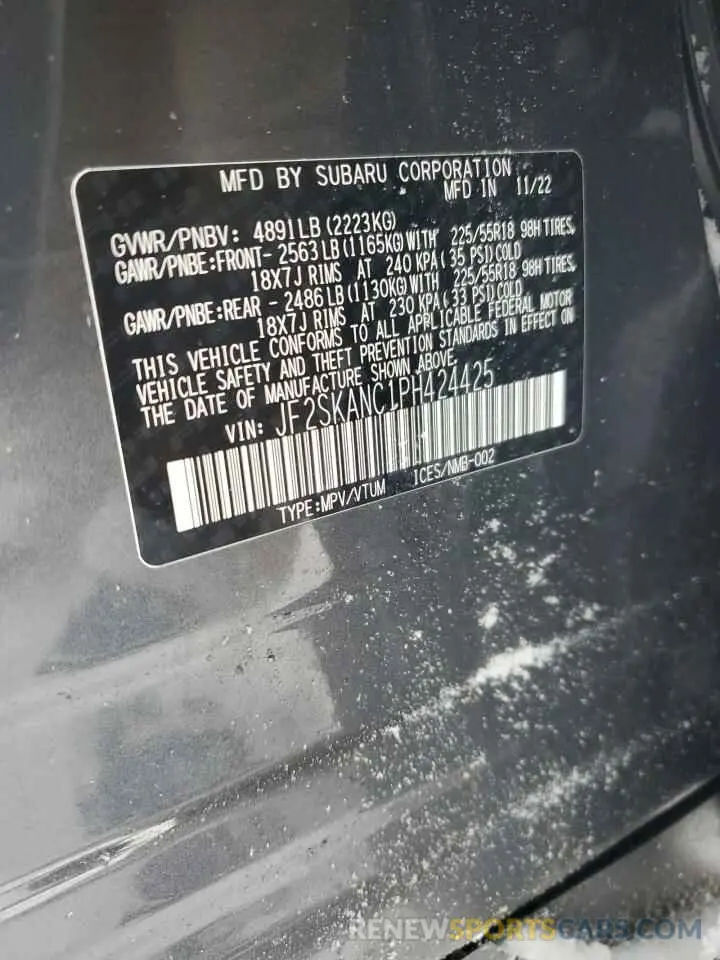 MFD BY SUBARU CORPORATION
MFD IN 11/22
GVWR/PNBV: 4891LB (2223KG)
GAWR/PNBE:FRONT- 2563LB(1165KG)WITH 225/55R18 98H TIRES,
18X7J RIMS AT 240 KPA(35 PSI)COLD
GAWR/PNBE:REAR - 2486LB(1130KG)WITH 225/55R18 98H TIRES,
18X7J RIMS AT 230 KPA(33 PSI)COLD
THIS VEHICLE CONFORMS TO ALL APPLICABLE FEDERAL MOTOR
VEHICLE SAFETY AND THEFT PREVENTION STANDARDS IN EFFECT ON
THE DATE OF MANUFACTURE SHOWN ABOVE.
VIN: JF2SKANC1PH424425
TYPE:MPV/VTUM ICES/NMB-002
RENEWSPORTSCARS.COM